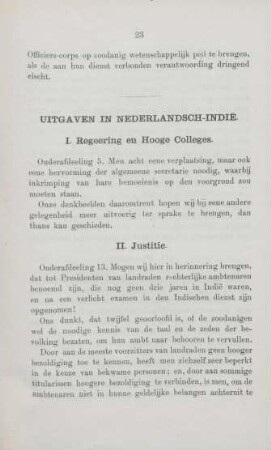 23
Officiers-corps op zoodanig wetenschappelijk peil te brengen,
als de aan hun dienst verbonden verantwoording dringend
eischt.
UITGAVEN IN NEDERLANDSCH-INDIË.
I. Regeering en Hooge Colleges.
Onderafdeeling 5. Men acht eene verplaatsing, maar ook
eene hervorming der algemeene secretarie noodig, waarbij
inkrimping van hare bemoeienis op den voorgrond zou
moeten staan.
Onze denkbeelden daaromtrent hopen wij bij eene andere
gelegenheid meer uitvoerig ter sprake te brengen, dan
thans kan geschieden.
II. Justitie.
Onderafdeeling 13. Mogen wij hier in herinnering brengen,
dat tot Presidenten van landraden rechterlijke ambtenaren
benoemd zijn, die nog geen drie jaren in Indië waren,
en na een verlicht examen in den Indischen dienst zijn
opgenomen!
Ons dunkt, dat twijfel geoorloofd is, of de zoodanigen
wel de noodige kennis van de taal en de zeden der be-
volking bezaten, om hun ambt naar behooren te vervullen.
Door aan de meeste voorzitters van landraden geen hooger
bezoldiging toe te kennen, heeft men zichzelf zeer beperkt
in de keuze van bekwame personen; en, door aan sommige
titularissen hoogere bezoldiging te verbinden, is men, om de
ambtenaren niet in hunne geldelijke belangen achteruit te